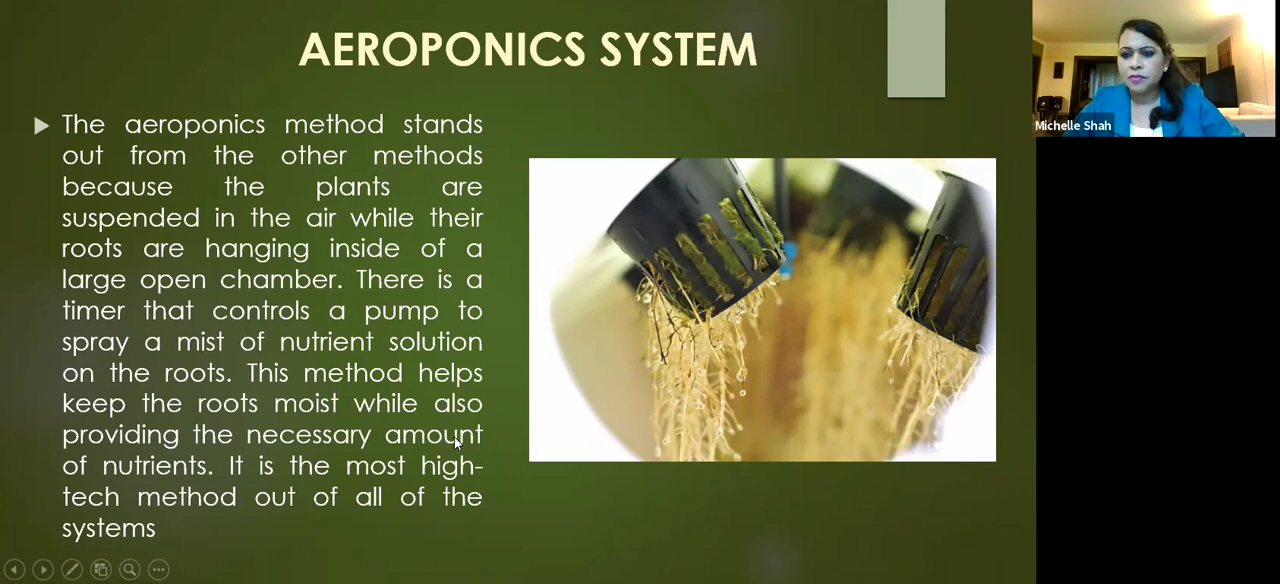 AEROPONICS SYSTEM
The aeroponics method stands
out from the other methods
because the plants are
suspended in the air while their
roots are hanging inside of a
large open chamber. There is a
timer that controls a pump to
spray a mist of nutrient solution
on the roots. This method helps
keep the roots moist while also
providing the necessary amount
of nutrients. It is the most high-
tech method out of all of the
systems
Michelle Shah